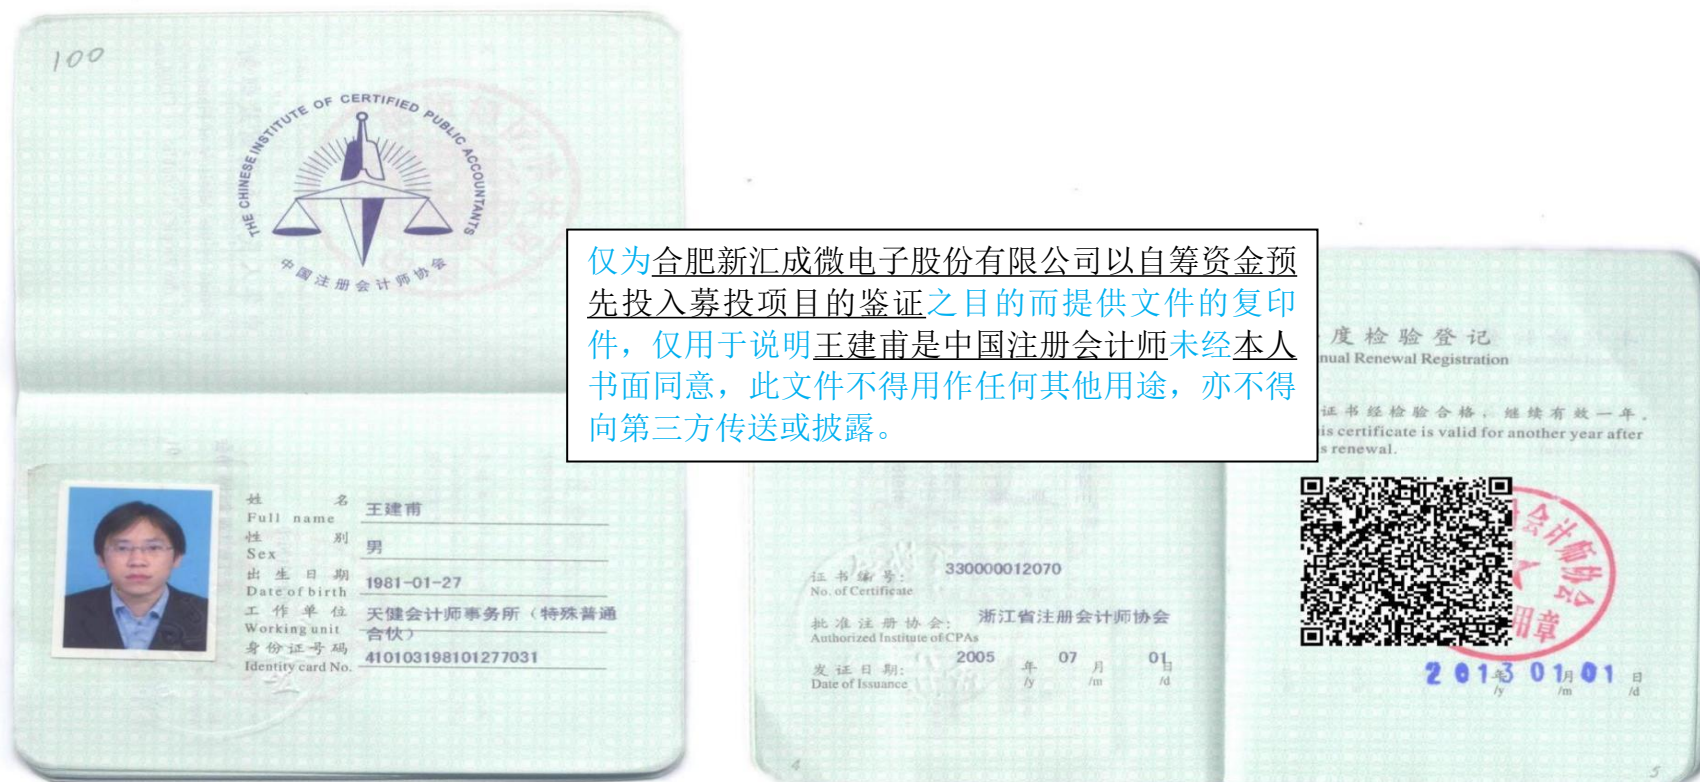 100
THE CHINESE INSTITUTE OF CERTIFIED PUBLIC ACCOUNTANTS
中国注册会计师协会
姓 名 王建甫
Full name
性 别 男
Sex
出 生 日 期 1981-01-27
Date of birth
工 作 单 位 天健会计师事务所（特殊普通
Working unit 合伙）
身 份 证 号 码 410103198101277031
Identity card No.
仅为合肥新汇成微电子股份有限公司以自筹资金预
先投入募投项目的鉴证之目的而提供文件的复印
件，仅用于说明王建甫是中国注册会计师未经本人
书面同意，此文件不得用作任何其他用途，亦不得
向第三方传送或披露。
证 书 编 号： 330000012070
No. of Certificate
批 准 注 册 协 会： 浙江省注册会计师协会
Authorized Institute of CPAs
发 证 日 期： 2005 年 07 月 01 日
Date of Issuance /y /m /d
4
度 检 验 登 记
nual Renewal Registration
证 书 经 检 验 合 格，继 续 有 效 一 年。
is certificate is valid for another year after
s renewal.
会计师协会
用章
2013 年 01 月 01 日
/y /m /d
5